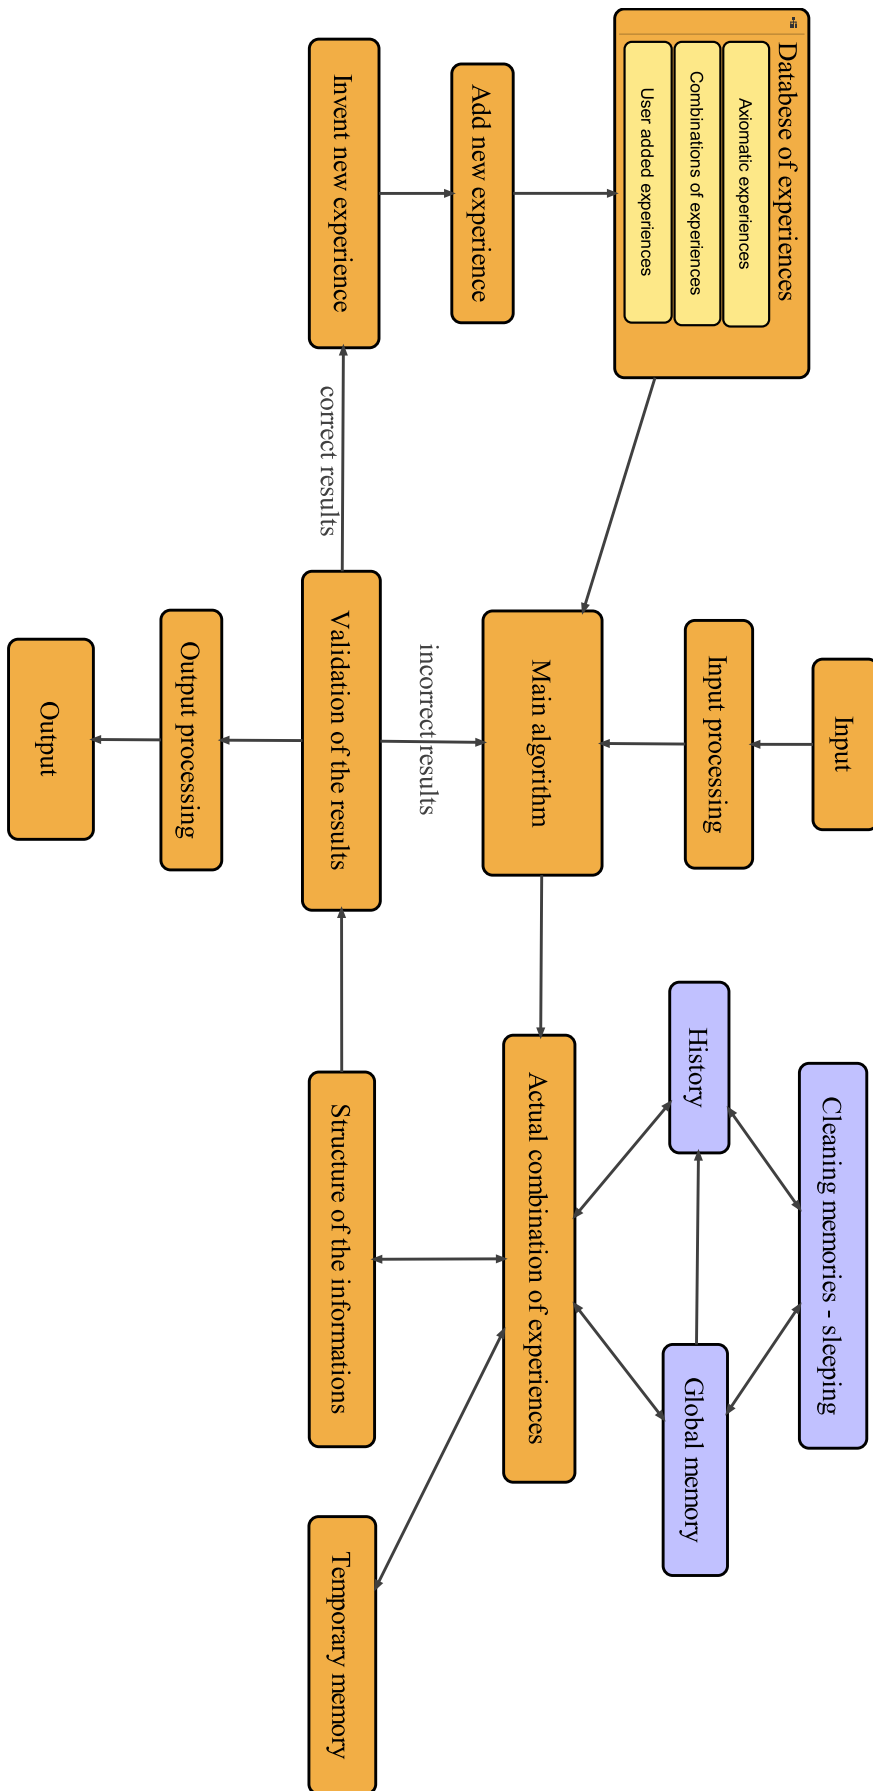 Databese of experiences
Axiomatic experiences
Combinations of experiences
User added experiences
Add new experience
Invent new experience
correct results
Input
Input processing
Main algorithm
incorrect results
Validation of the results
Output processing
Output
Cleaning memories - sleeping
History
Global memory
Actual combination of experiences
Structure of the informations
Temporary memory